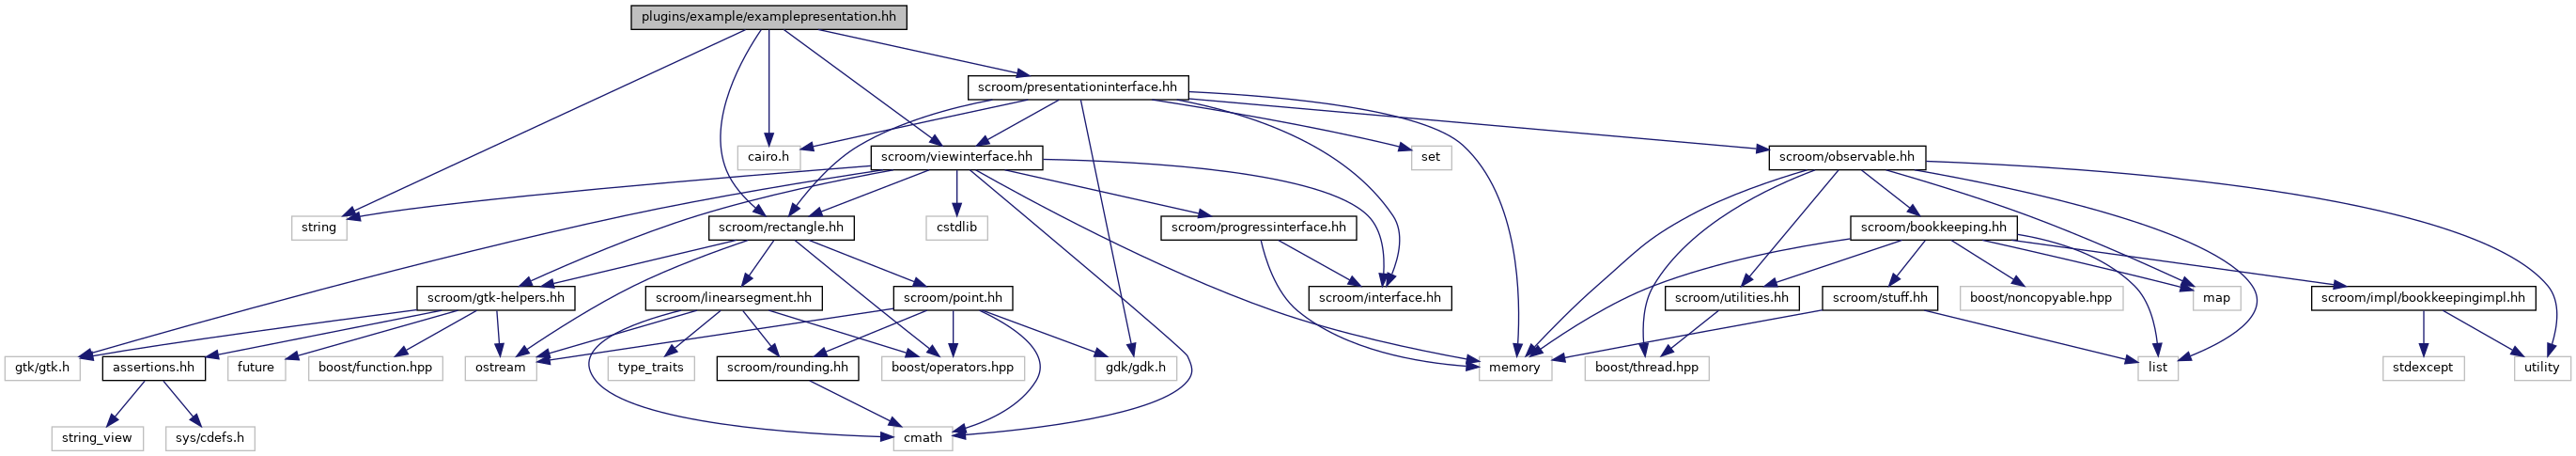 plugins/example/examplepresentation.hh
scroom/presentationinterface.hh
cairo.h
scroom/viewinterface.hh
set
scroom/observable.hh
string
scroom/rectangle.hh
cstdlib
scroom/progressinterface.hh
scroom/bookkeeping.hh
scroom/gtk-helpers.hh
scroom/linearsegment.hh
scroom/point.hh
scroom/interface.hh
scroom/utilities.hh
scroom/stuff.hh
boost/noncopyable.hpp
map
scroom/impl/bookkeepingimpl.hh
gtk/gtk.h
assertions.hh
future
boost/function.hpp
ostream
type_traits
scroom/rounding.hh
boost/operators.hpp
gdk/gdk.h
memory
boost/thread.hpp
list
stdexcept
utility
string_view
sys/cdefs.h
cmath